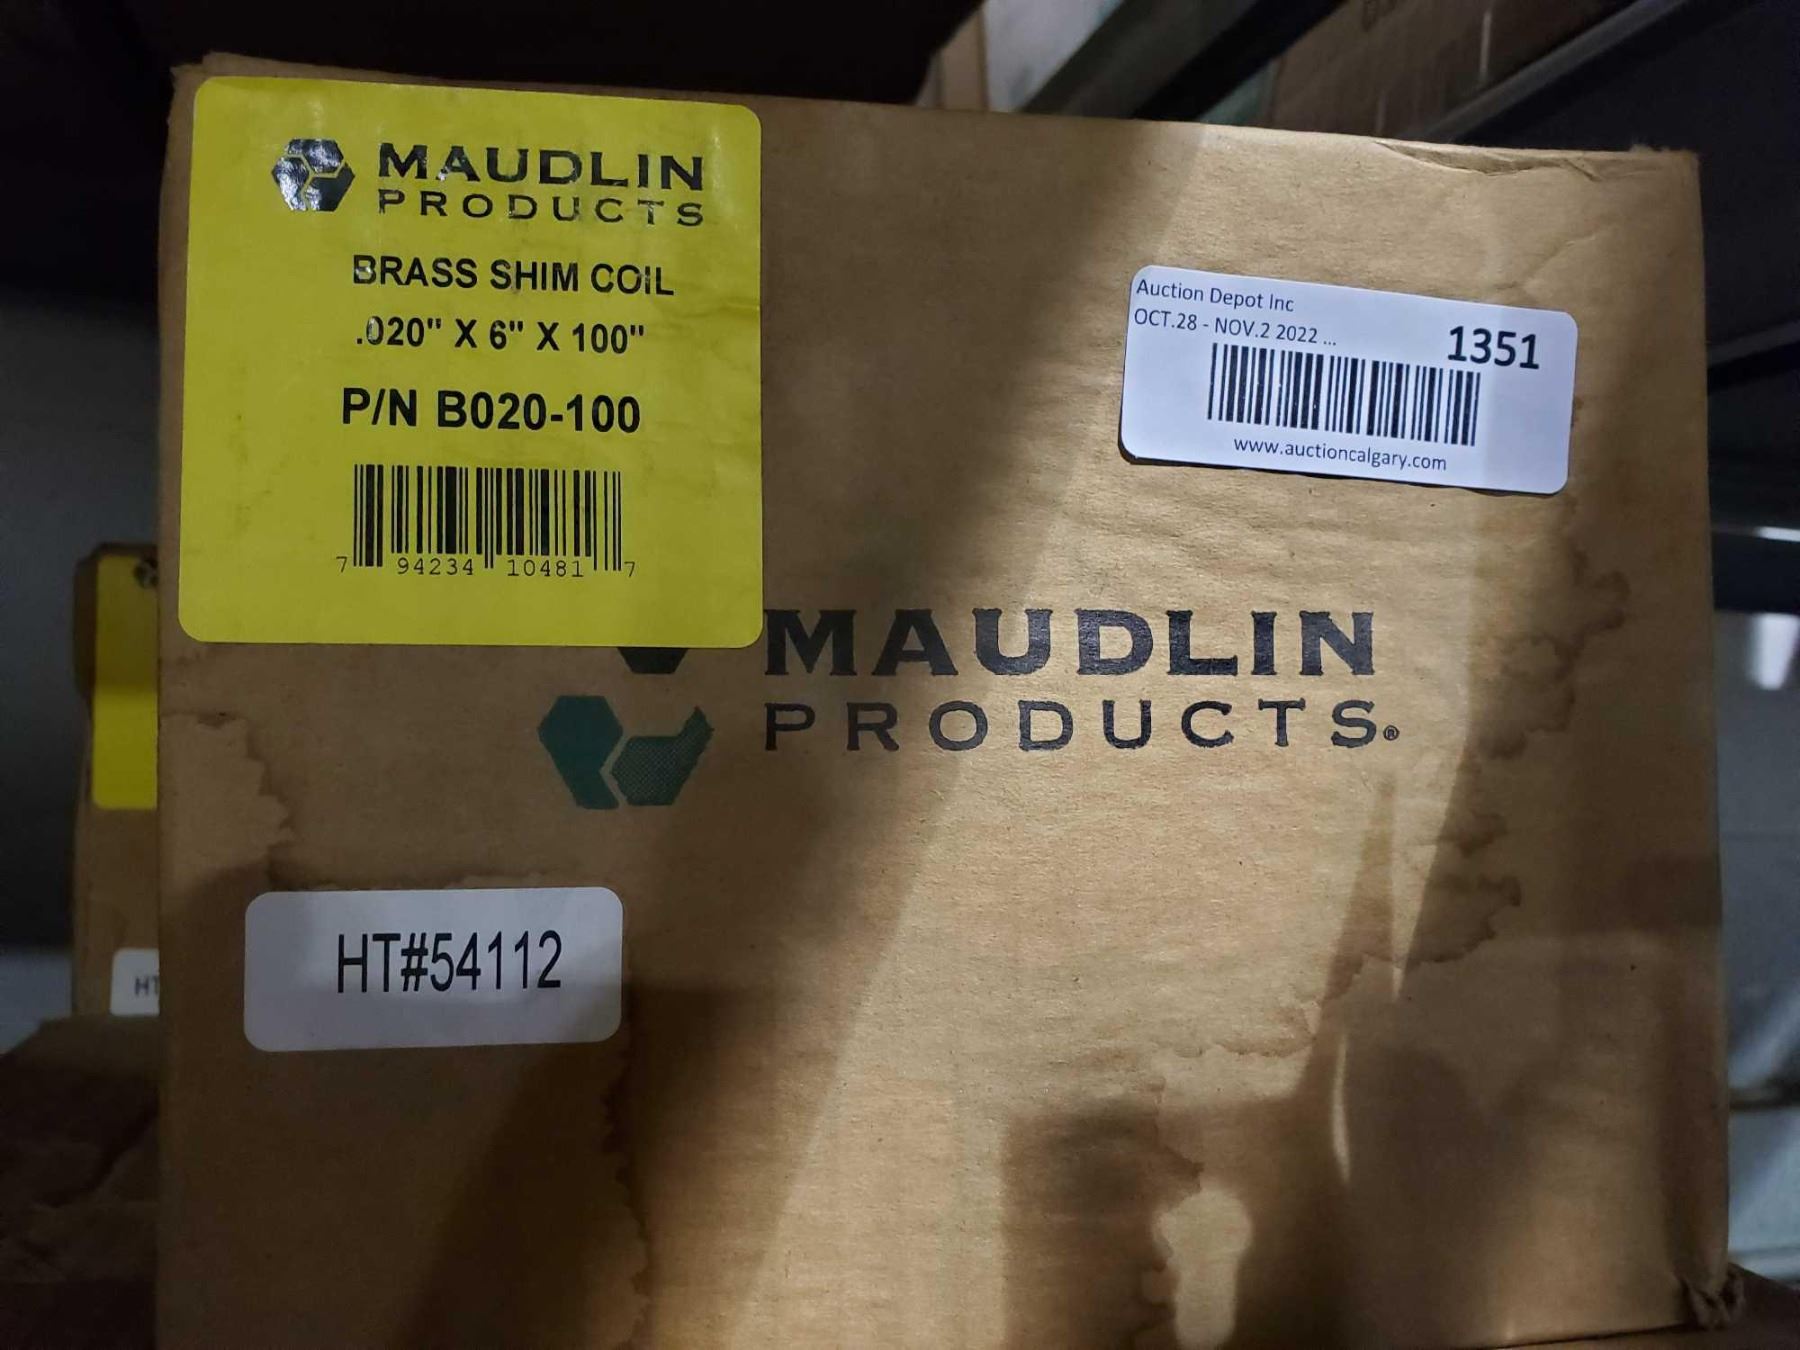 MAUDLIN
PRODUCTS
BRASS SHIM COIL
.020" X 6" X 100"
P/N B020-100
7 94234 10481 7
Auction Depot Inc
OCT.28 - NOV.2 2022 ...
1351
www.auctioncalgary.com
MAUDLIN
PRODUCTS®
HT#54112
HT